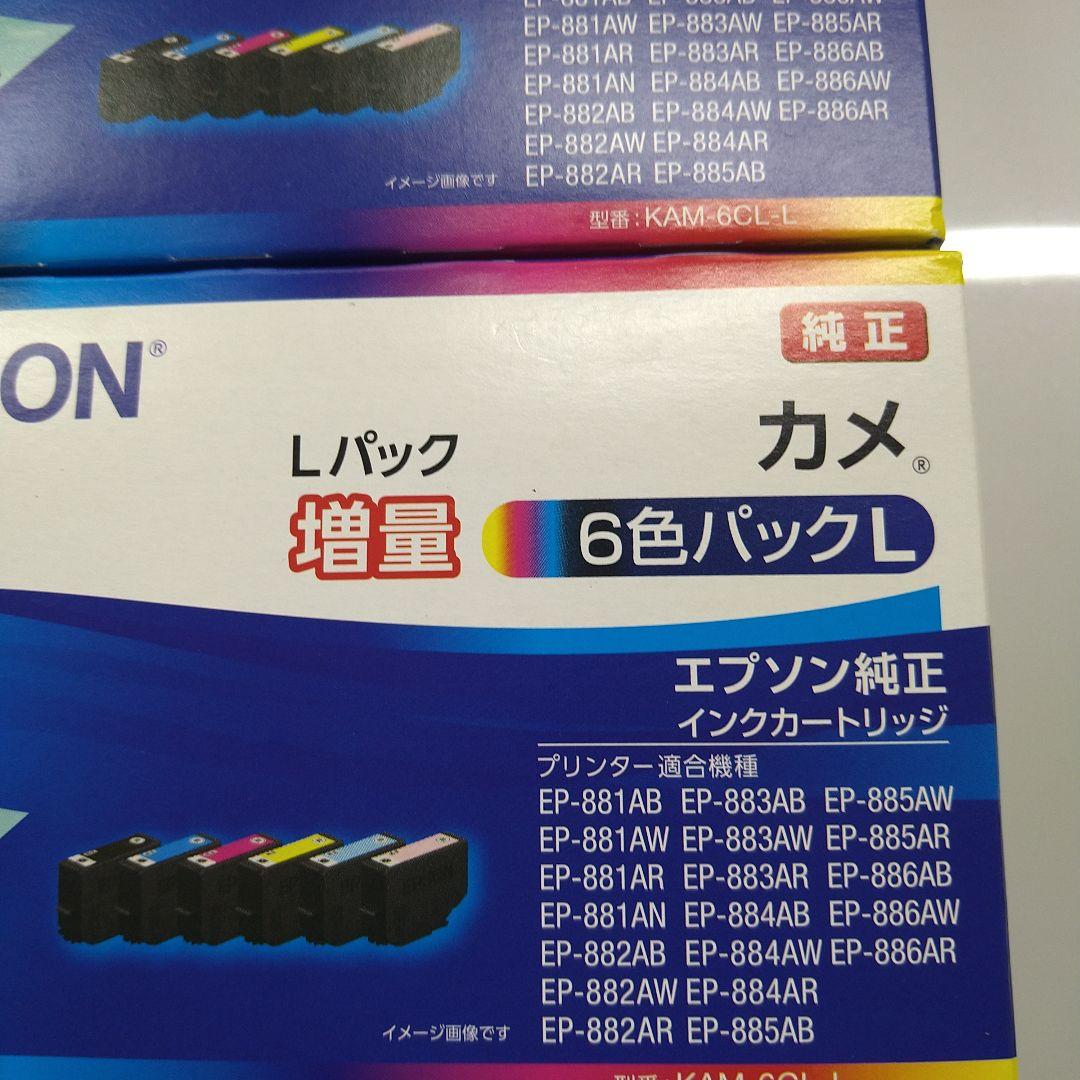 EP-881AW EP-883AW EP-885AR
EP-881AR EP-883AR EP-886AB
EP-881AN EP-884AB EP-886AW
EP-882AB EP-884AW EP-886AR
EP-882AW EP-884AR
EP-882AR EP-885AB
イメージ画像です
型番:KAM-6CL-L
純正
ON®
カメ®
Lパック
増量
6色パックL
エプソン純正
インクカートリッジ
プリンター適合機種
EP-881AB EP-883AB EP-885AW
EP-881AW EP-883AW EP-885AR
EP-881AR EP-883AR EP-886AB
EP-881AN EP-884AB EP-886AW
EP-882AB EP-884AW EP-886AR
EP-882AW EP-884AR
EP-882AR EP-885AB
イメージ画像です